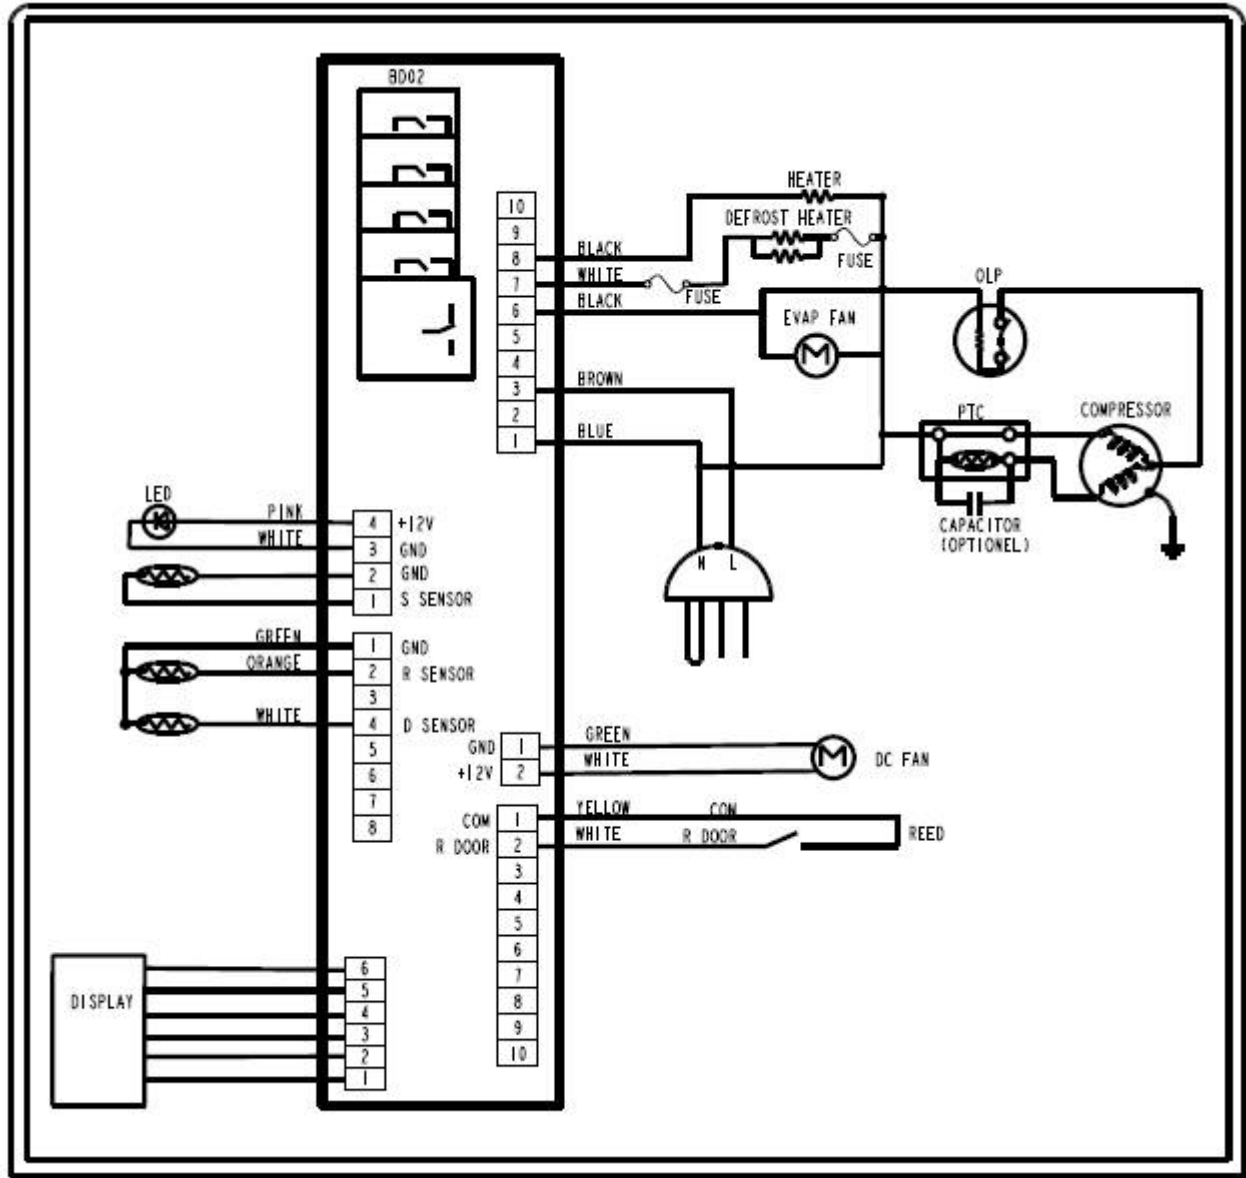 BD02
10
9
8
7
6
5
4
3
2
1
BLACK
WHITE
BLACK
BROWN
BLUE
HEATER
DEFROST HEATER
FUSE
FUSE
EVAP FAN
M
OLP
PTC
COMPRESSOR
CAPACITOR
(OPTIONEL)
N L
LED
PINK
WHITE
4 +12V
3 GND
2 GND
1 S SENSOR
GREEN
ORANGE
WHITE
1 GND
2 R SENSOR
3
4 D SENSOR
5
6
7
8
GND 1 GREEN
+12V 2 WHITE
M DC FAN
COM 1 YELLOW COM
R DOOR 2 WHITE R DOOR
REED
3
4
5
6
7
8
9
10
DISPLAY
6
5
4
3
2
1